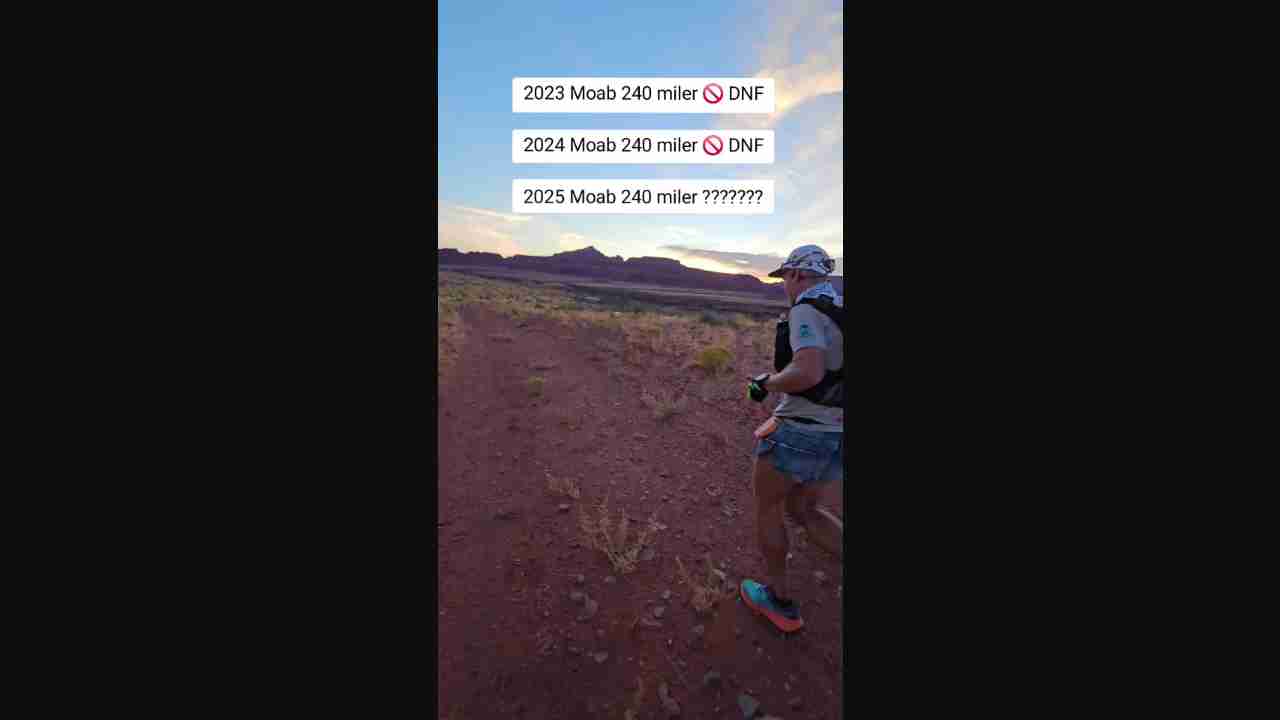 2023 Moab 240 miler 🚫 DNF
2024 Moab 240 miler 🚫 DNF
2025 Moab 240 miler ???????